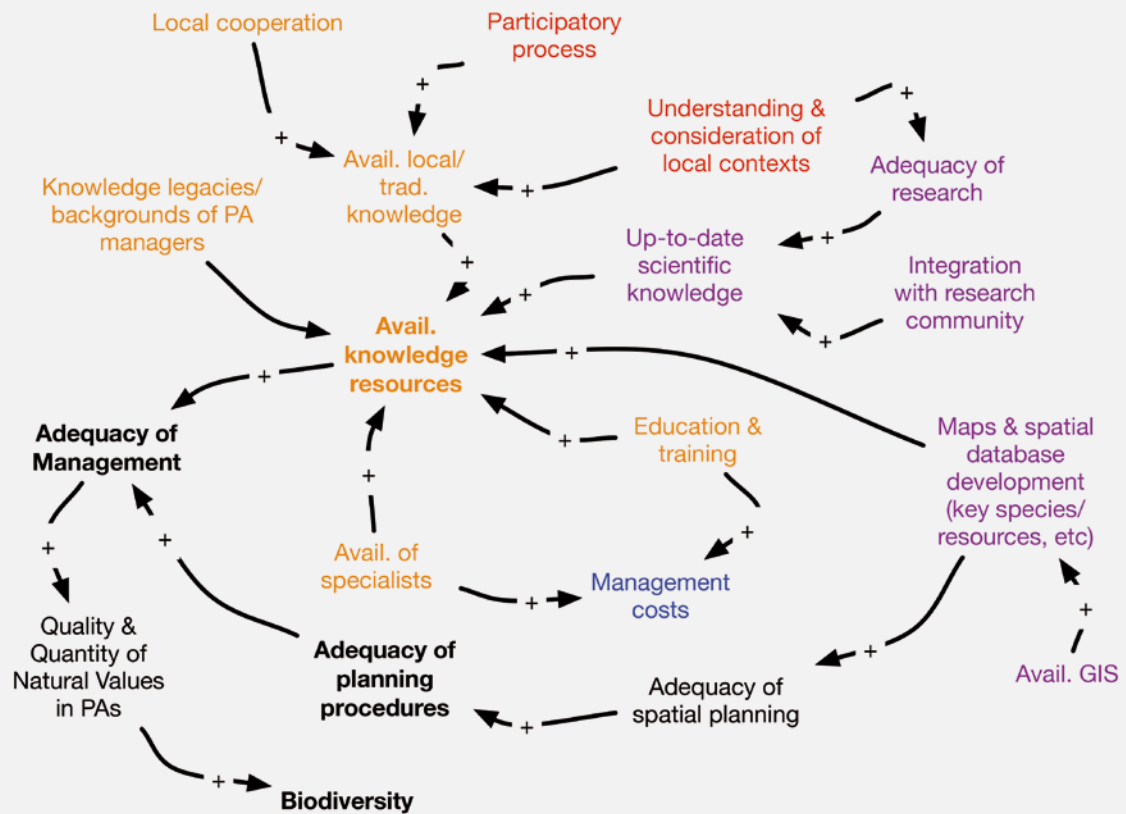 Local cooperation
Participatory
process
+
Understanding &
consideration of
local contexts
+
+
Avail. local/
trad.
knowledge
+
Adequacy of
research
Knowledge legacies/
backgrounds of PA
managers
+
Up-to-date
scientific
knowledge
+
Integration
with research
community
+
+
Avail.
knowledge
resources
+
+
Adequacy of
Management
+
Education &
training
+
Maps & spatial
database
development
(key species/
resources, etc)
+
+
+
Avail. of
specialists
+
Management
costs
+
+
Quality &
Quantity of
Natural Values
in PAs
Adequacy of
planning
procedures
+
Adequacy of
spatial planning
+
Avail. GIS
+
Biodiversity